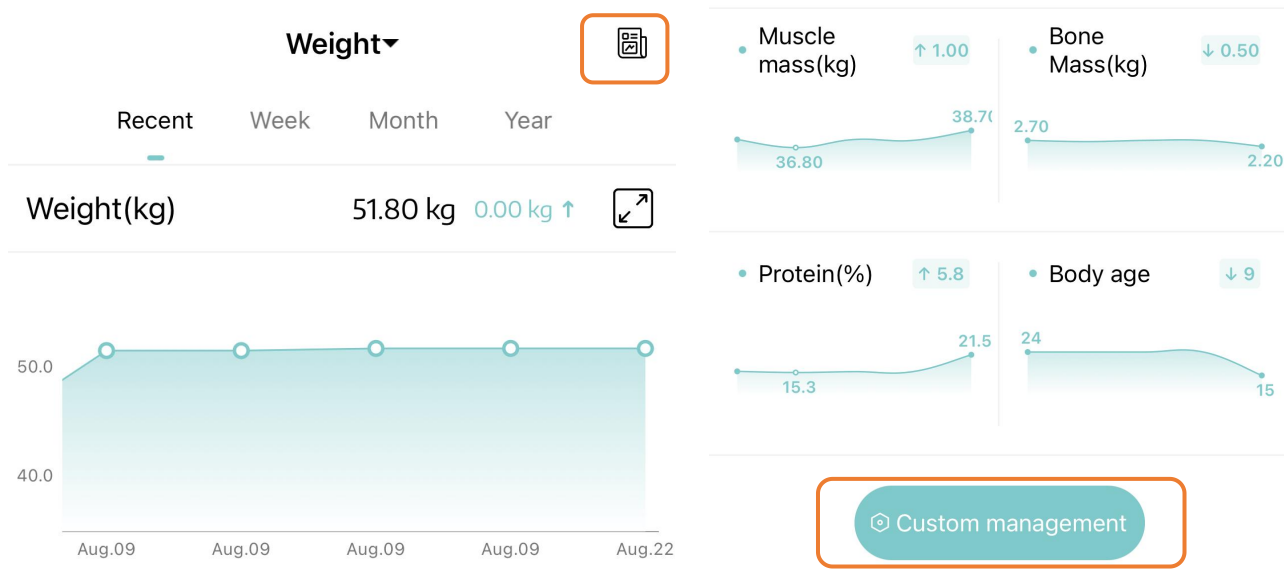 Weight
Recent Week Month Year
Weight(kg) 51.80 kg 0.00 kg ↑
50.0
40.0
Aug.09 Aug.09 Aug.09 Aug.09 Aug.22
Muscle
mass(kg)
↑ 1.00
38.70
36.80
Bone
Mass(kg)
↓ 0.50
2.70
2.20
Protein(%) ↑ 5.8
21.5
15.3
Body age ↓ 9
24
15
Custom management